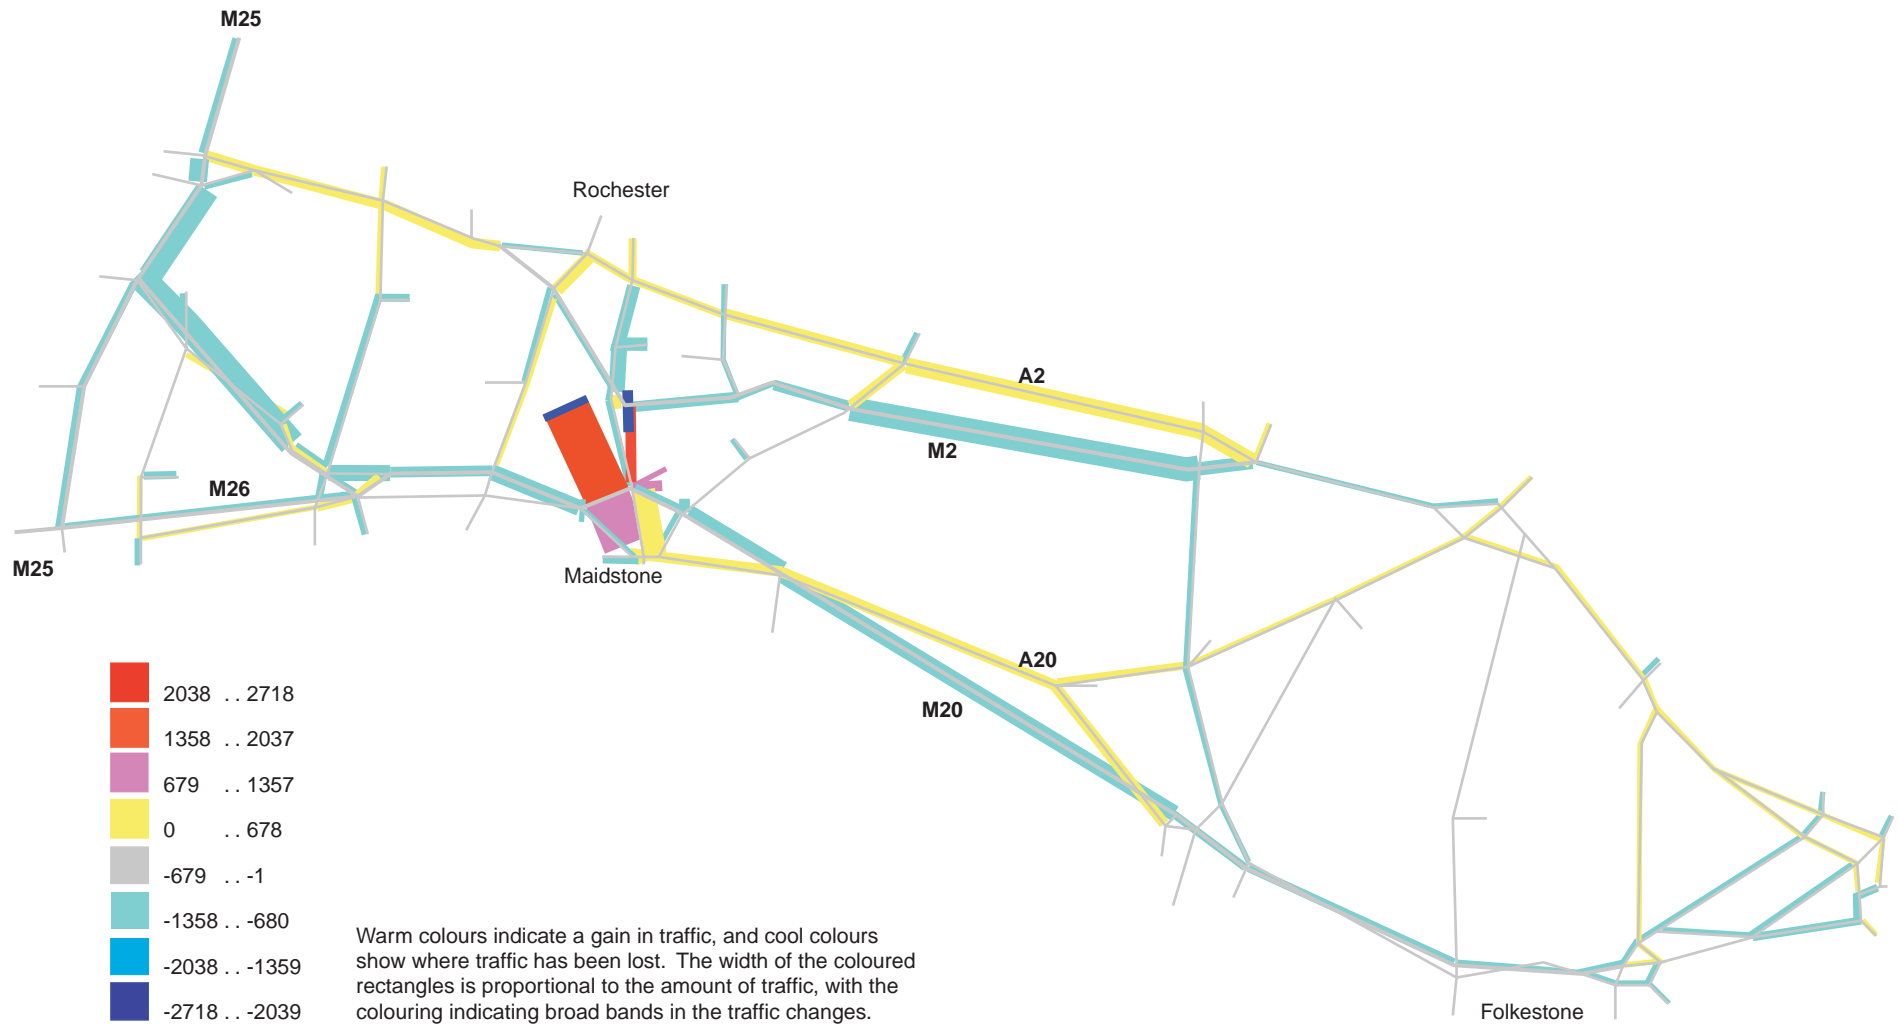 M25
Rochester
A2
M2
M26
M25
Maidstone
A20
M20
2038 . . 2718
1358 . . 2037
679 . . 1357
0 . . 678
-679 . . -1
-1358 . . -680
-2038 . . -1359
-2718 . . -2039
Warm colours indicate a gain in traffic, and cool colours
show where traffic has been lost. The width of the coloured
rectangles is proportional to the amount of traffic, with the
colouring indicating broad bands in the traffic changes.
Folkestone